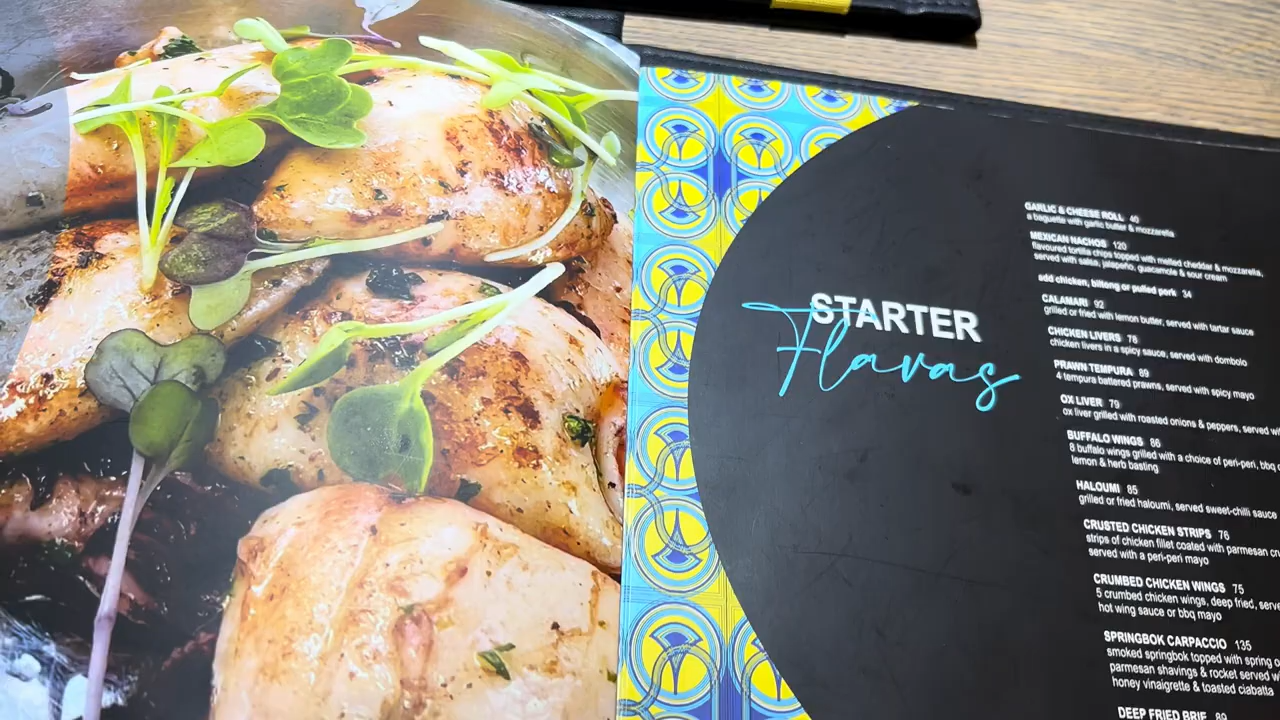 STARTER
Flavas
GARLIC & CHEESE ROLL 40
a baguette with garlic butter & mozzarella
MEXICAN NACHOS 120
flavoured tortilla chips topped with melted cheddar & mozzarella,
served with salsa, jalapeño, guacamole & sour cream
add chicken, biltong or pulled pork 34
CALAMARI 92
grilled or fried with lemon butter, served with tartar sauce
CHICKEN LIVERS 78
chicken livers in a spicy sauce, served with dombolo
PRAWN TEMPURA 89
4 tempura battered prawns, served with spicy mayo
OX LIVER 79
ox liver grilled with roasted onions & peppers, served
BUFFALO WINGS 86
8 buffalo wings grilled with a choice of peri-peri, bbq
lemon & herb basting
HALOUMI 85
grilled or fried haloumi, served sweet-chilli sauce
CRUSTED CHICKEN STRIPS 76
strips of chicken fillet coated with parmesan
served with a peri-peri mayo
CRUMBED CHICKEN WINGS 75
5 crumbed chicken wings, deep fried,
hot wing sauce or bbq mayo
SPRINGBOK CARPACCIO 135
smoked springbok topped with spring
parmesan shavings & rocket served
honey vinaigrette & toasted ciabatta
DEEP FRIED BRIE 89